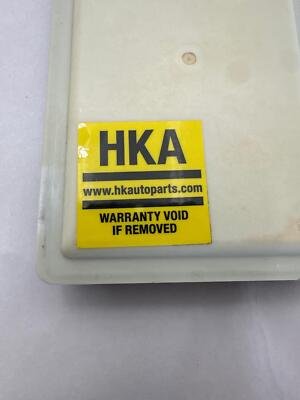 HKA
www.hkautoparts.com
WARRANTY VOID
IF REMOVED